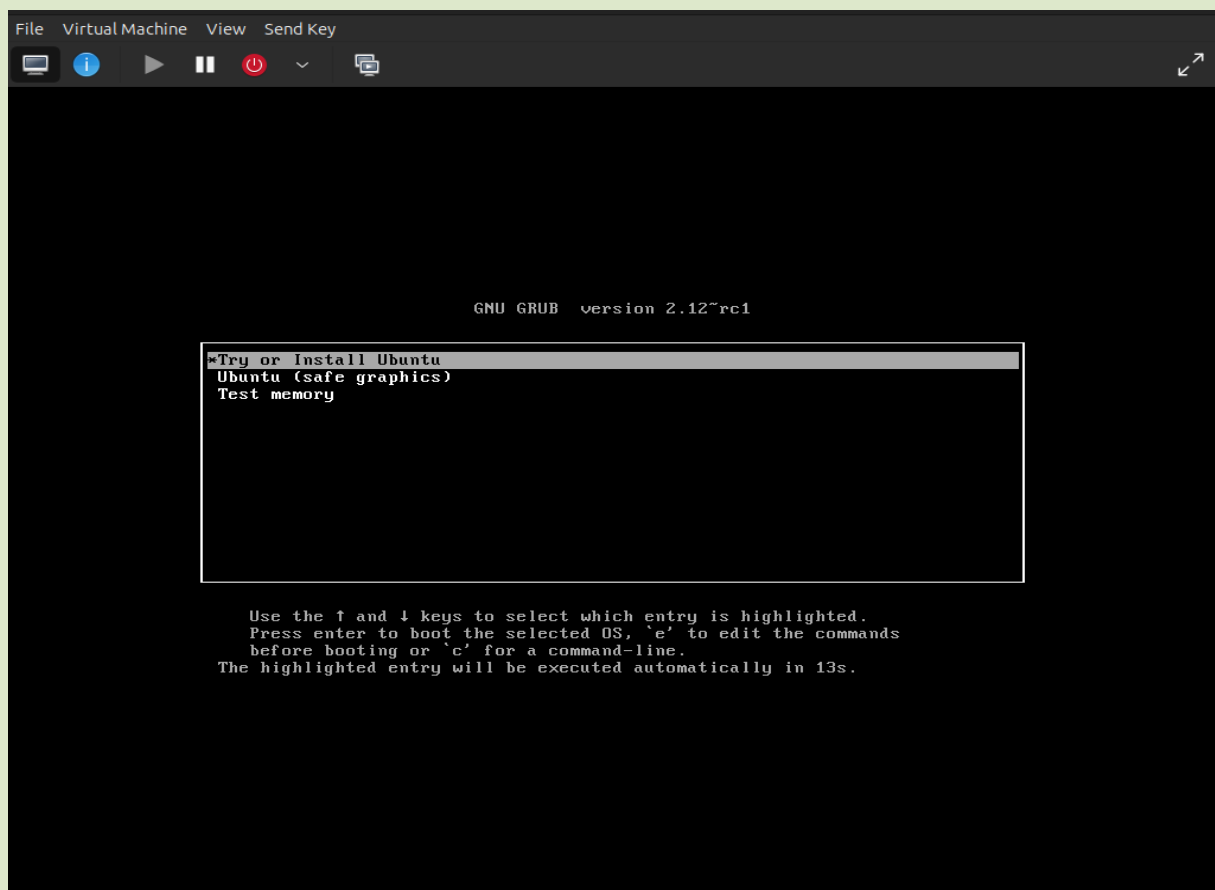 File Virtual Machine View Send Key
GNU GRUB version 2.12~rc1
*Try or Install Ubuntu
Ubuntu (safe graphics)
Test memory
Use the ↑ and ↓ keys to select which entry is highlighted.
Press enter to boot the selected OS, `e' to edit the commands
before booting or `c' for a command-line.
The highlighted entry will be executed automatically in 13s.